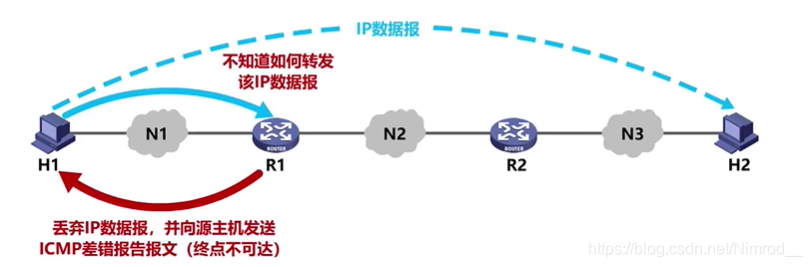 IP数据报
不知道如何转发
该IP数据报
N1
N2
N3
ROUTER
ROUTER
H1
R1
R2
H2
丢弃IP数据报，并向源主机发送
ICMP差错报告报文（终点不可达）
https://blog.csdn.net/Nimrod__